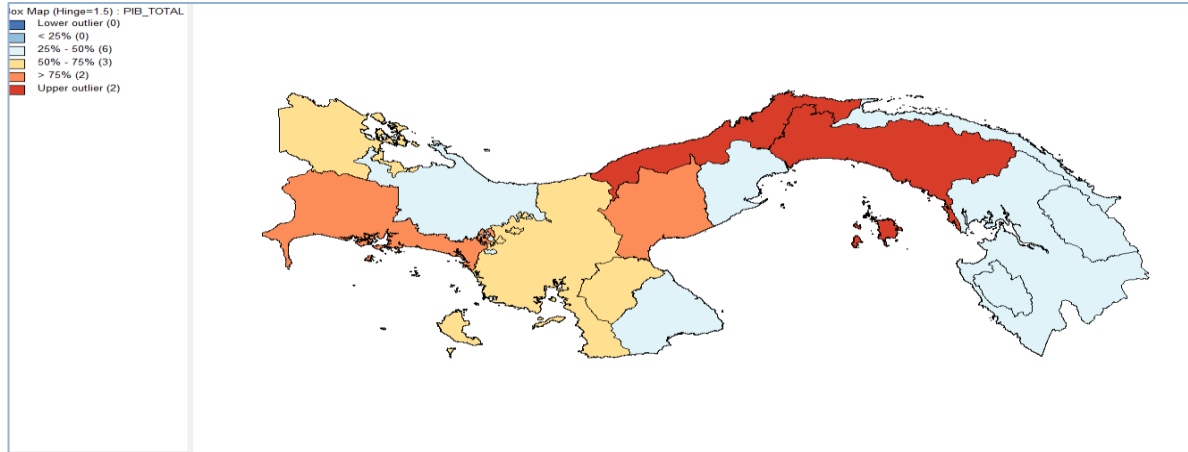 ox Map (Hinge=1.5) : PIB_TOTAL
Lower outlier (0)
< 25% (0)
25% - 50% (6)
50% - 75% (3)
> 75% (2)
Upper outlier (2)